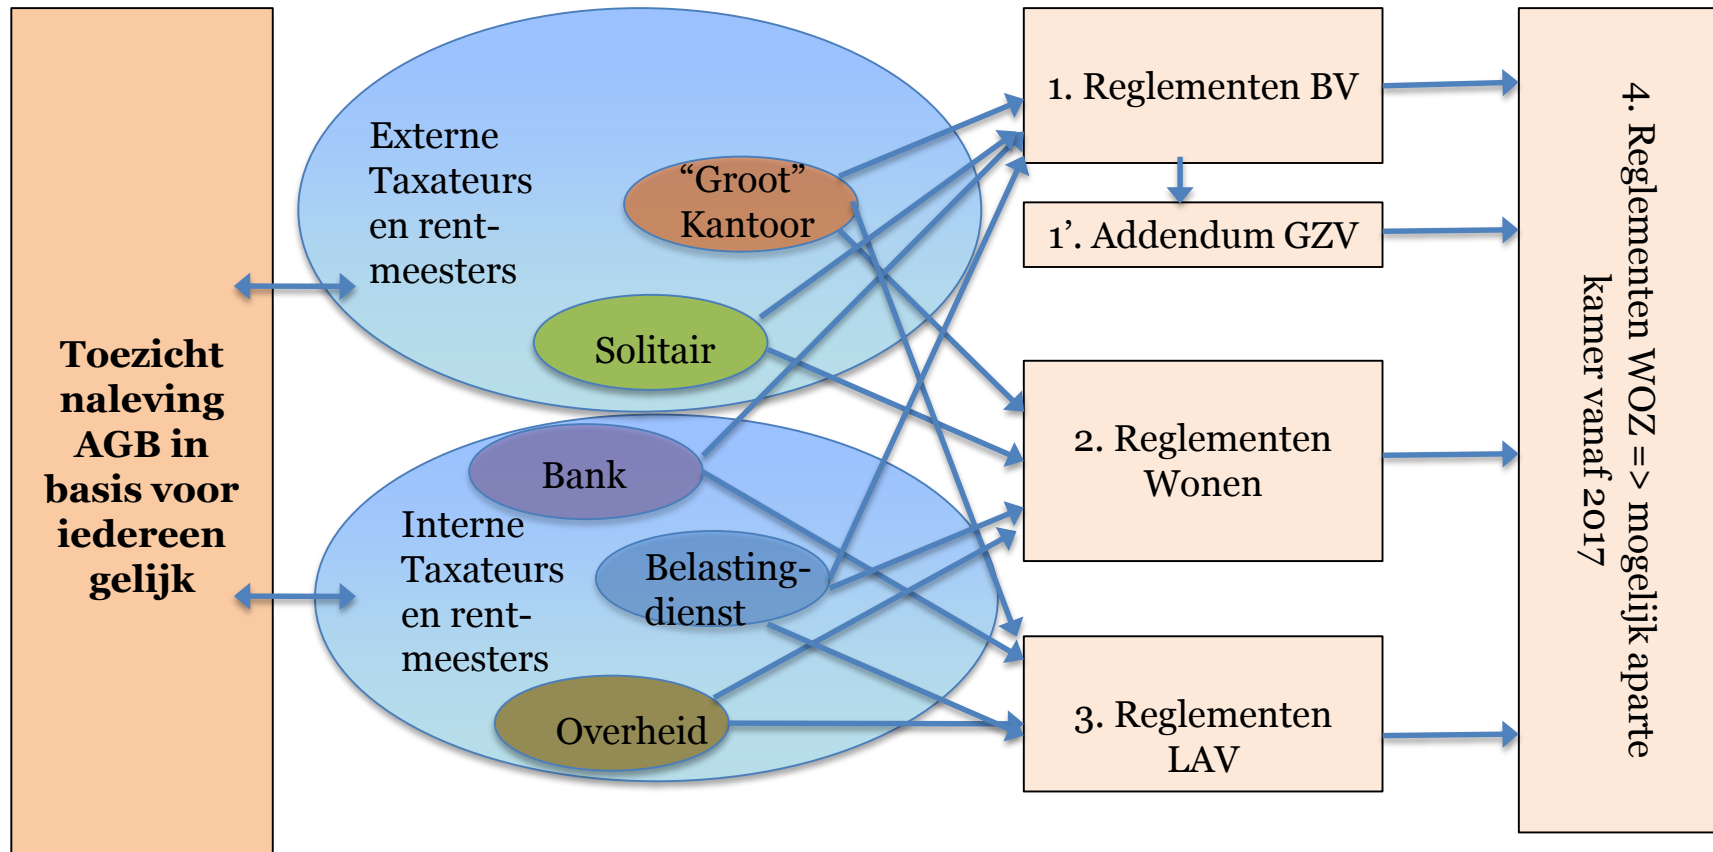 Toezicht
naleving
AGB in
basis voor
iedereen
gelijk
Externe
Taxateurs
en rent-
meesters
“Groot”
Kantoor
Solitair
Bank
Interne
Taxateurs
en rent-
meesters
Belasting-
dienst
Overheid
1. Reglementen BV
1’. Addendum GZV
2. Reglementen
Wonen
3. Reglementen
LAV
4. Reglementen WOZ => mogelijk aparte
kamer vanaf 2017